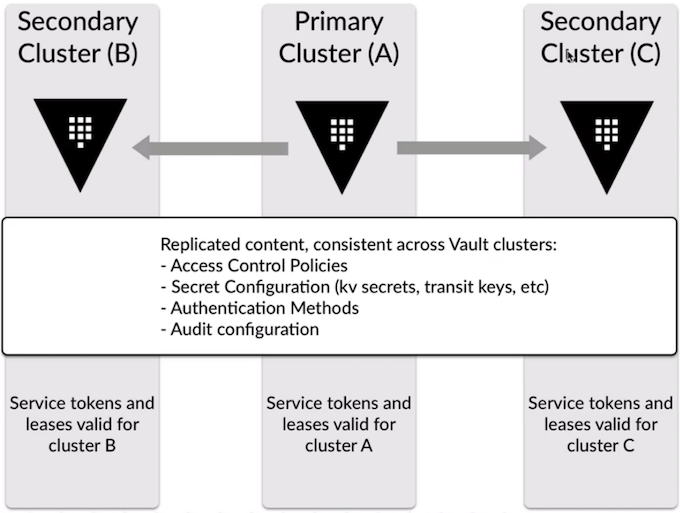 Secondary
Cluster (B)
Primary
Cluster (A)
Secondary
Cluster (C)
Replicated content, consistent across Vault clusters:
- Access Control Policies
- Secret Configuration (kv secrets, transit keys, etc)
- Authentication Methods
- Audit configuration
Service tokens and
leases valid for
cluster B
Service tokens and
leases valid for
cluster A
Service tokens and
leases valid for
cluster C